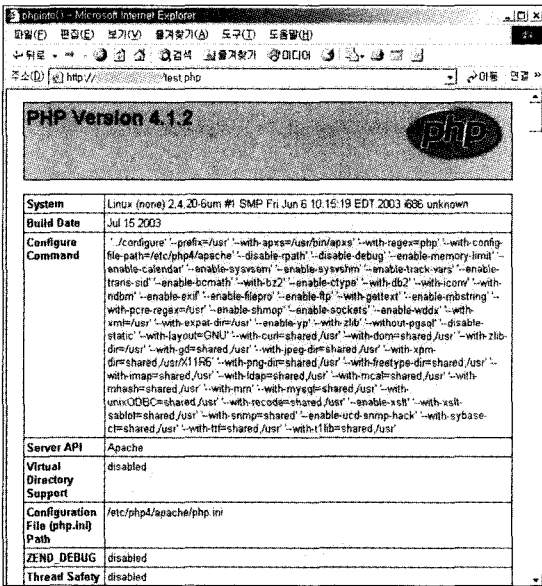 phpinfo() - Microsoft Internet Explorer
파일(F) 편집(E) 보기(V) 즐겨찾기(A) 도구(T) 도움말(H)
뒤로 검색 즐겨찾기 미디어
주소(D) http:// /test.php 이동 연결 »
PHP Version 4.1.2
php
System Linux (none) 2.4.20-6um #1 SMP Fri Jun 6 10:15:19 EDT 2003 i686 unknown
Build Date Jul 15 2003
Configure Command '../configure' '--prefix=/usr' '--with-apxs=/usr/bin/apxs' '--with-regex=php' '--with-config-
file-path=/etc/php4/apache' '--disable-rpath' '--disable-debug' '--enable-memory-limit' '--
enable-calendar' '--enable-sysvsem' '--enable-sysvshm' '--enable-track-vars' '--enable-
trans-sid' '--enable-bcmath' '--with-bz2' '--enable-ctype' '--with-db2' '--with-iconv' '--with-
ndbm' '--enable-exif' '--enable-filepro' '--enable-ftp' '--with-gettext' '--enable-mbstring' '--
with-pcre-regex=/usr' '--enable-shmop' '--enable-sockets' '--enable-wddx' '--with-
xml=/usr' '--with-expat-dir=/usr' '--enable-yp' '--with-zlib' '--without-pgsql' '--disable-
static' '--with-layout=GNU' '--with-curl=shared,/usr' '--with-dom=shared,/usr' '--with-zlib-
dir=/usr' '--with-gd=shared,/usr' '--with-jpeg-dir=shared,/usr' '--with-xpm-
dir=shared,/usr/X11R6' '--with-png-dir=shared,/usr' '--with-freetype-dir=shared,/usr' '--
with-imap=shared,/usr' '--with-ldap=shared,/usr' '--with-mcal=shared,/usr' '--with-
mhash=shared,/usr' '--with-mm' '--with-mysql=shared,/usr' '--with-
unixODBC=shared,/usr' '--with-recode=shared,/usr' '--enable-xslt' '--with-xslt-
sablot=shared,/usr' '--with-snmp=shared' '--enable-ucd-snmp-hack' '--with-sybase-
ct=shared,/usr' '--with-ttf=shared,/usr' '--with-t1lib=shared,/usr'
Server API Apache
Virtual Directory Support disabled
Configuration File (php.ini) Path /etc/php4/apache/php.ini
ZEND_DEBUG disabled
Thread Safety disabled